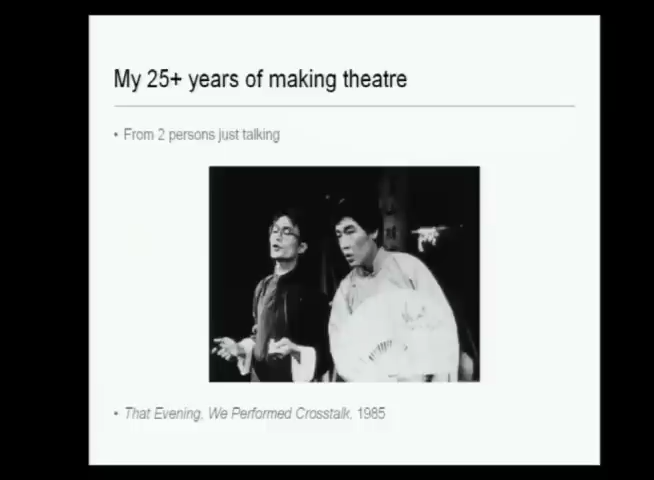 My 25+ years of making theatre
• From 2 persons just talking
• That Evening, We Performed Crosstalk, 1985